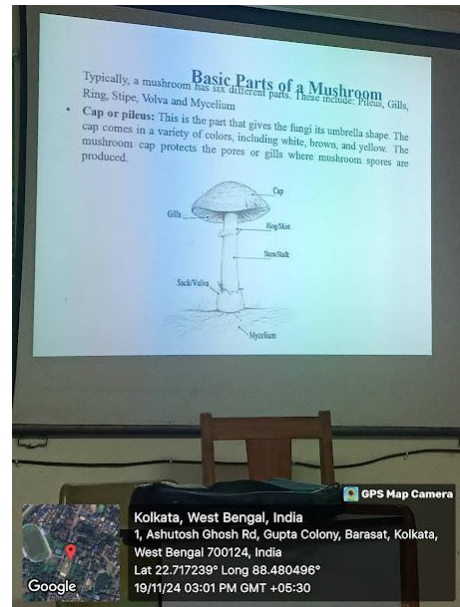 Basic Parts of a Mushroom
Typically, a mushroom has six different parts. These include: Pileus, Gills,
Ring, Stipe, Volva and Mycelium
• Cap or pileus: This is the part that gives the fungi its umbrella shape. The
cap comes in a variety of colors, including white, brown, and yellow. The
mushroom cap protects the pores or gills where mushroom spores are
produced.
Cap
Gills
Ring/Skirt
Stem/Stalk
Sack/Volva
Mycelium
GPS Map Camera
Kolkata, West Bengal, India
1, Ashutosh Ghosh Rd, Gupta Colony, Barasat, Kolkata,
West Bengal 700124, India
Lat 22.717239° Long 88.480496°
19/11/24 03:01 PM GMT +05:30
Google